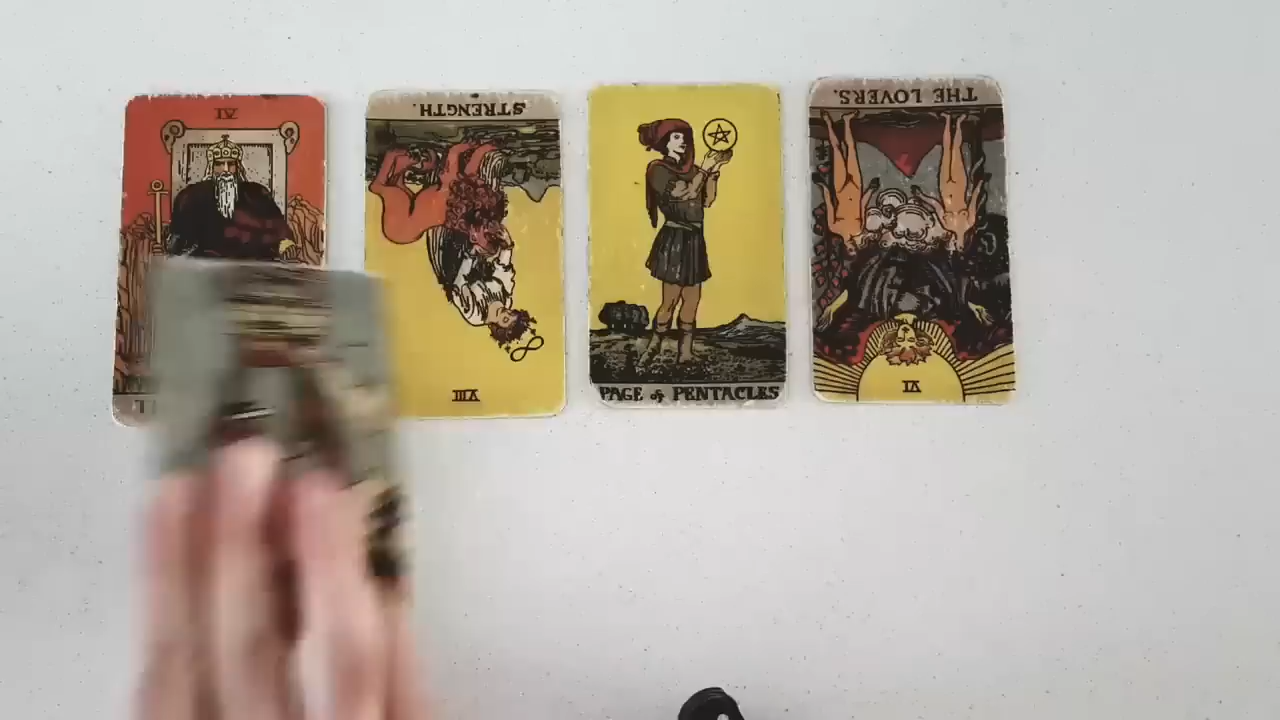 IV
STRENGTH.
VIII
PAGE of PENTACLES
THE LOVERS.
VI